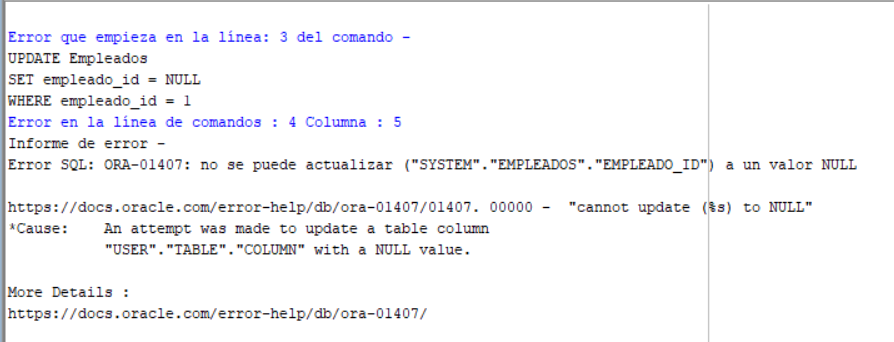 Error que empieza en la línea: 3 del comando -
UPDATE Empleados
SET empleado_id = NULL
WHERE empleado_id = 1
Error en la línea de comandos : 4 Columna : 5
Informe de error -
Error SQL: ORA-01407: no se puede actualizar ("SYSTEM"."EMPLEADOS"."EMPLEADO_ID") a un valor NULL

https://docs.oracle.com/error-help/db/ora-01407/01407. 00000 -  "cannot update (%s) to NULL"
*Cause:    An attempt was made to update a table column
           "USER"."TABLE"."COLUMN" with a NULL value.

More Details :
https://docs.oracle.com/error-help/db/ora-01407/